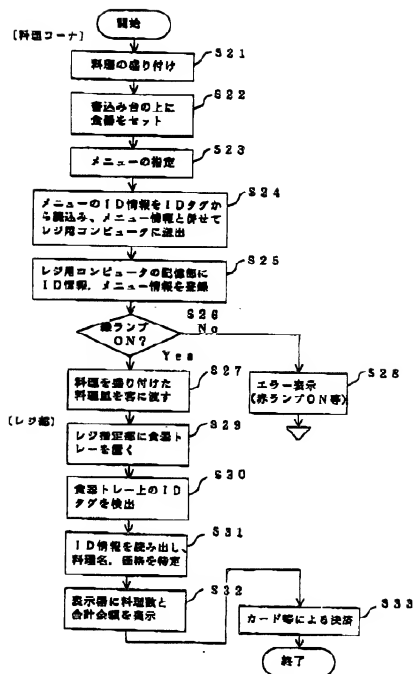 開始
[料理コーナ]
S21
料理の盛り付け
S22
書込み台の上に
食器をセット
S23
メニューの指定
S24
メニューのID情報をIDタグか
ら読込み、メニュー情報と併せて
レジ用コンピュータに送出
S25
レジ用コンピュータの記憶部に
ID情報,メニュー情報を登録
S26
緑ランプ
ON?
No
Yes
S27
料理を盛り付けた
料理皿を客に渡す
S28
エラー表示
(赤ランプON等)
[レジ部]
S29
レジ指定部に食器ト
レーを置く
S20
食器トレー上のID
タグを検出
S31
ID情報を読み出し、
料理名,価格を特定
S32
表示器に料理数と
合計金額を表示
S33
カード等による決済
終了